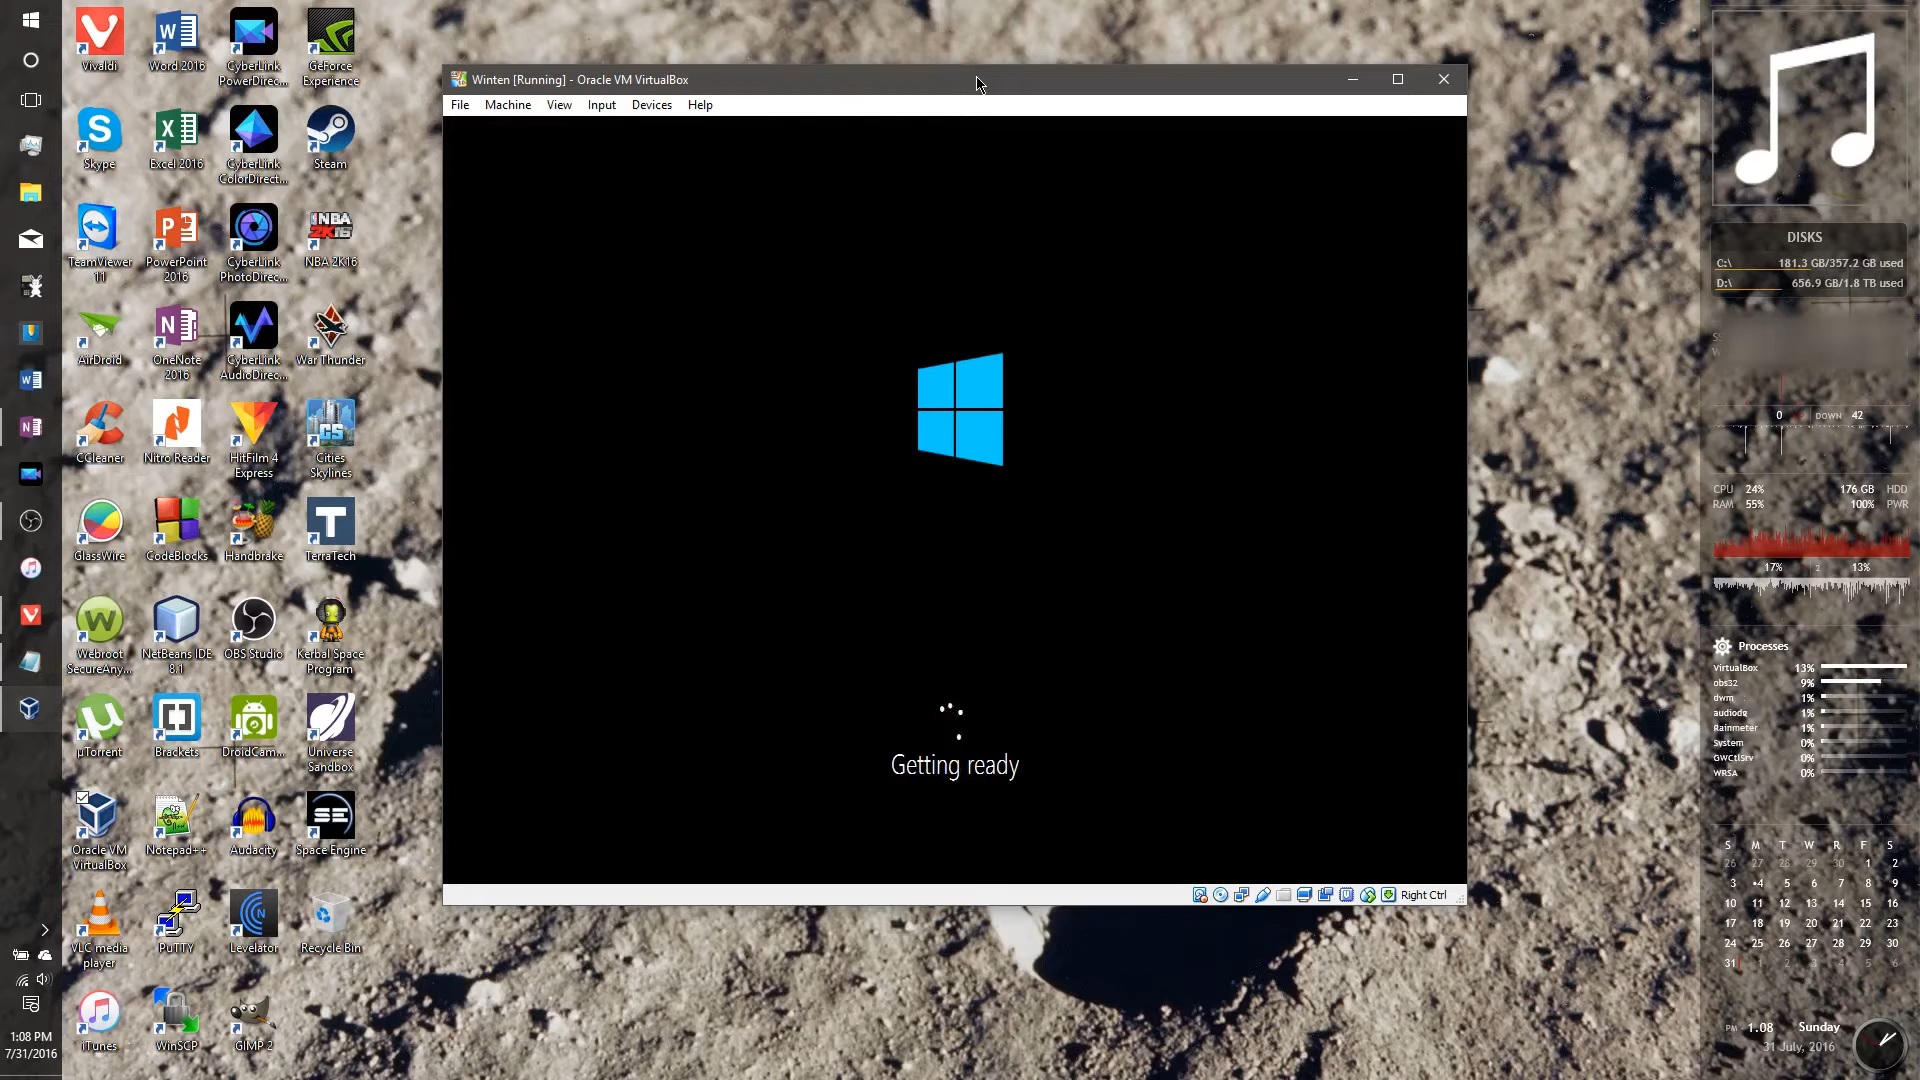 Vivaldi
Word 2016
CyberLink
PowerDirec...
GeForce
Experience
Skype
Excel 2016
CyberLink
ColorDirect...
Steam
TeamViewer
11
PowerPoint
2016
CyberLink
PhotoDirec...
NBA 2K16
AirDroid
OneNote
2016
CyberLink
AudioDirec...
War Thunder
CCleaner
Nitro Reader
HitFilm 4
Express
Cities
Skylines
GlassWire
CodeBlocks
Handbrake
TerraTech
Webroot
SecureAny...
NetBeans IDE
8.1
OBS Studio
Kerbal Space
Program
µTorrent
Brackets
DroidCam...
Universe
Sandbox
Oracle VM
VirtualBox
Notepad++
Audacity
Space Engine
VLC media
player
PuTTY
Levelator
Recycle Bin
iTunes
WinSCP
GIMP 2
1:08 PM
7/31/2016
Winten [Running] - Oracle VM VirtualBox
File Machine View Input Devices Help
Getting ready
Right Ctrl
DISKS
C:\ 181.3 GB/357.2 GB used
D:\ 656.9 GB/1.8 TB used
0 DOWN 42
CPU 24% 176 GB HDD
RAM 55% 100% PWR
17% 2 13%
Processes
VirtualBox 13%
obs32 9%
dwm 1%
audiodg 1%
Rainmeter 1%
System 0%
GWCtlSrv 0%
WRSA 0%
S M T W R F S
26 27 28 29 30 1 2
3 •4 5 6 7 8 9
10 11 12 13 14 15 16
17 18 19 20 21 22 23
24 25 26 27 28 29 30
31 1 2 3 4 5 6
PM 1.08 Sunday
31 July, 2016